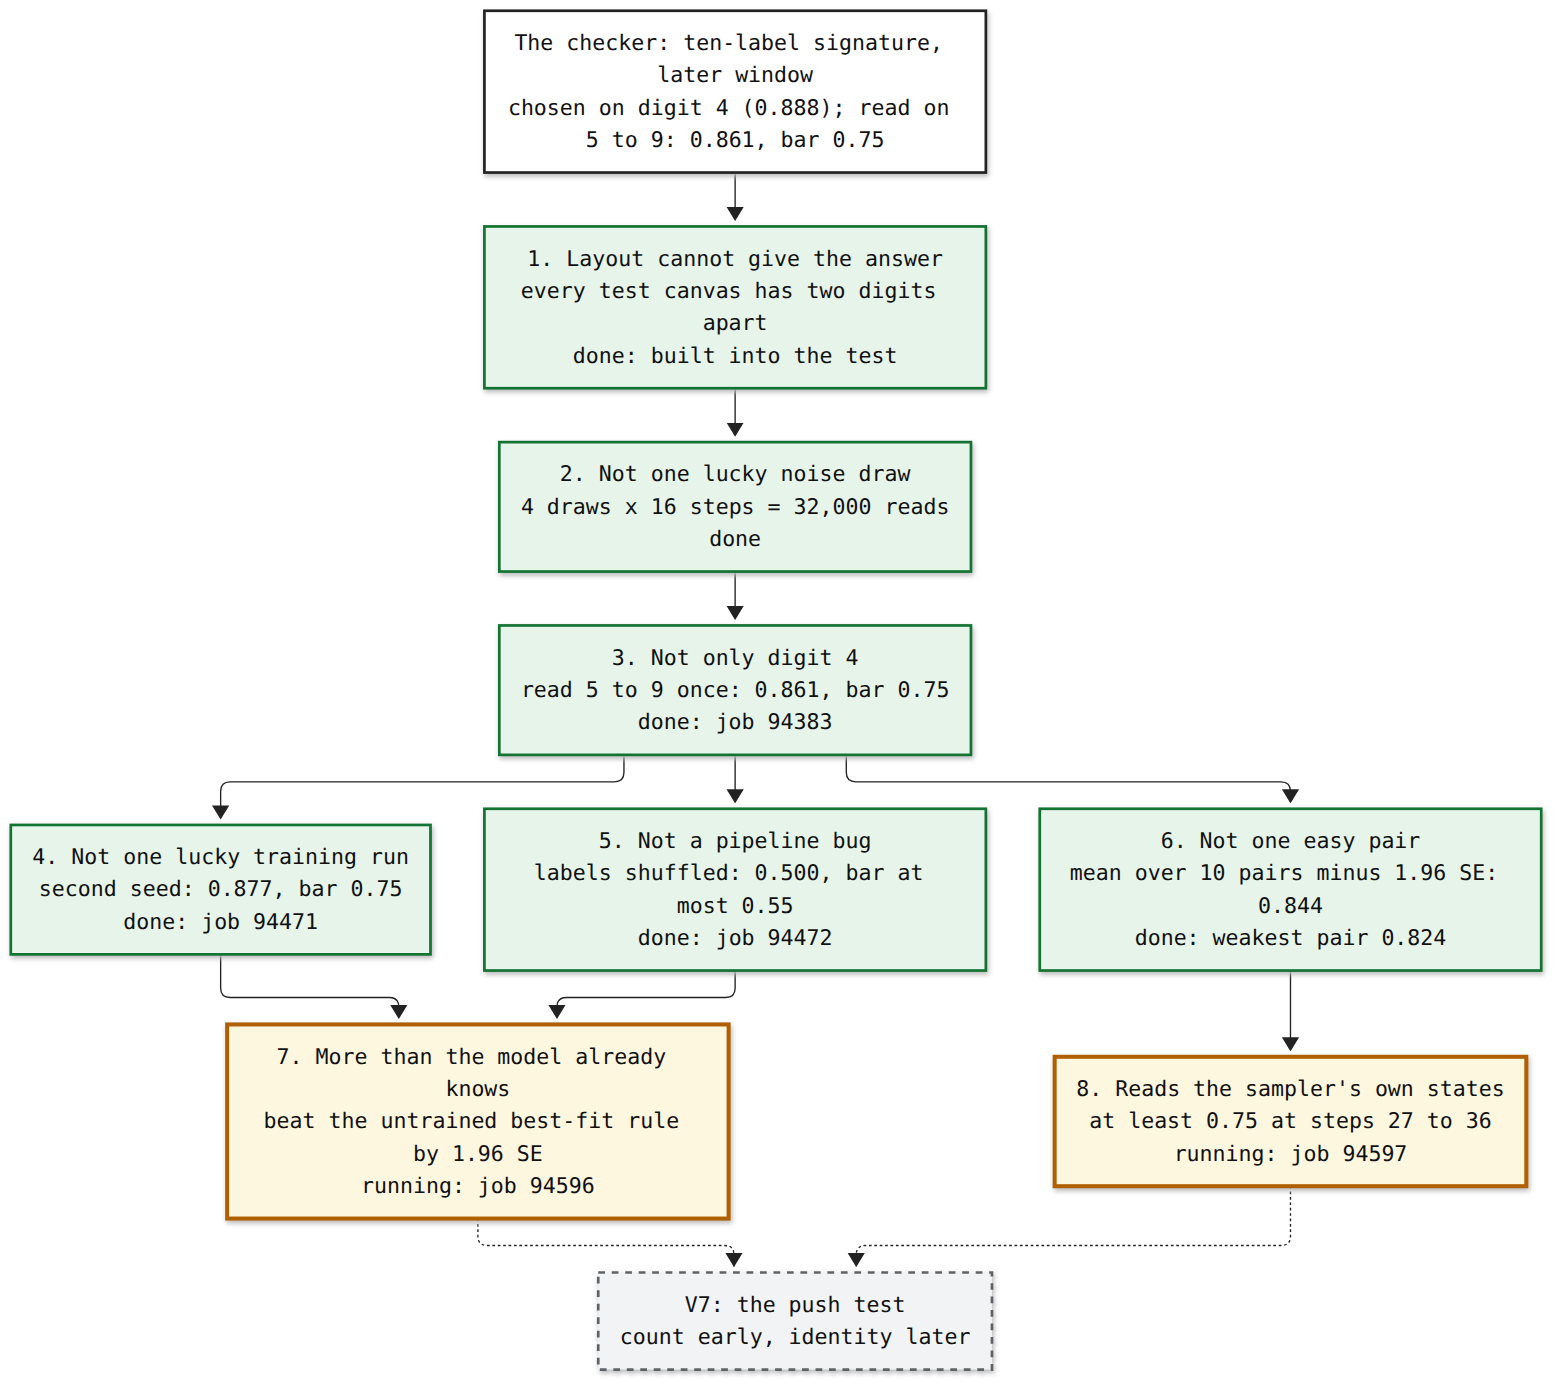 The checker: ten-label signature,
later window
chosen on digit 4 (0.888); read on
5 to 9: 0.861, bar 0.75
1. Layout cannot give the answer
every test canvas has two digits
apart
done: built into the test
2. Not one lucky noise draw
4 draws x 16 steps = 32,000 reads
done
3. Not only digit 4
read 5 to 9 once: 0.861, bar 0.75
done: job 94383
4. Not one lucky training run
second seed: 0.877, bar 0.75
done: job 94471
5. Not a pipeline bug
labels shuffled: 0.500, bar at
most 0.55
done: job 94472
6. Not one easy pair
mean over 10 pairs minus 1.96 SE:
0.844
done: weakest pair 0.824
7. More than the model already
knows
beat the untrained best-fit rule
by 1.96 SE
running: job 94596
8. Reads the sampler's own states
at least 0.75 at steps 27 to 36
running: job 94597
V7: the push test
count early, identity later